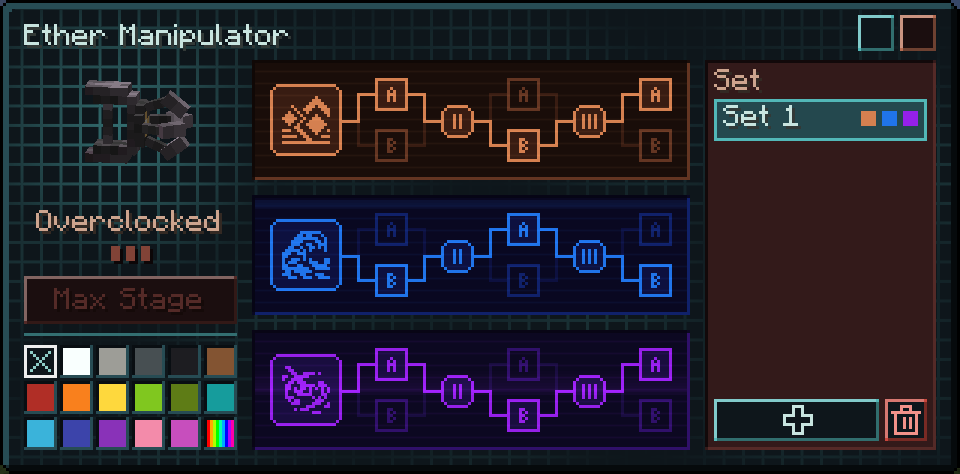 Ether Manipulator
Overclocked
Max Stage
A II A III A
B B B
A II A III A
B B B
A II A III A
B B B
Set
Set 1